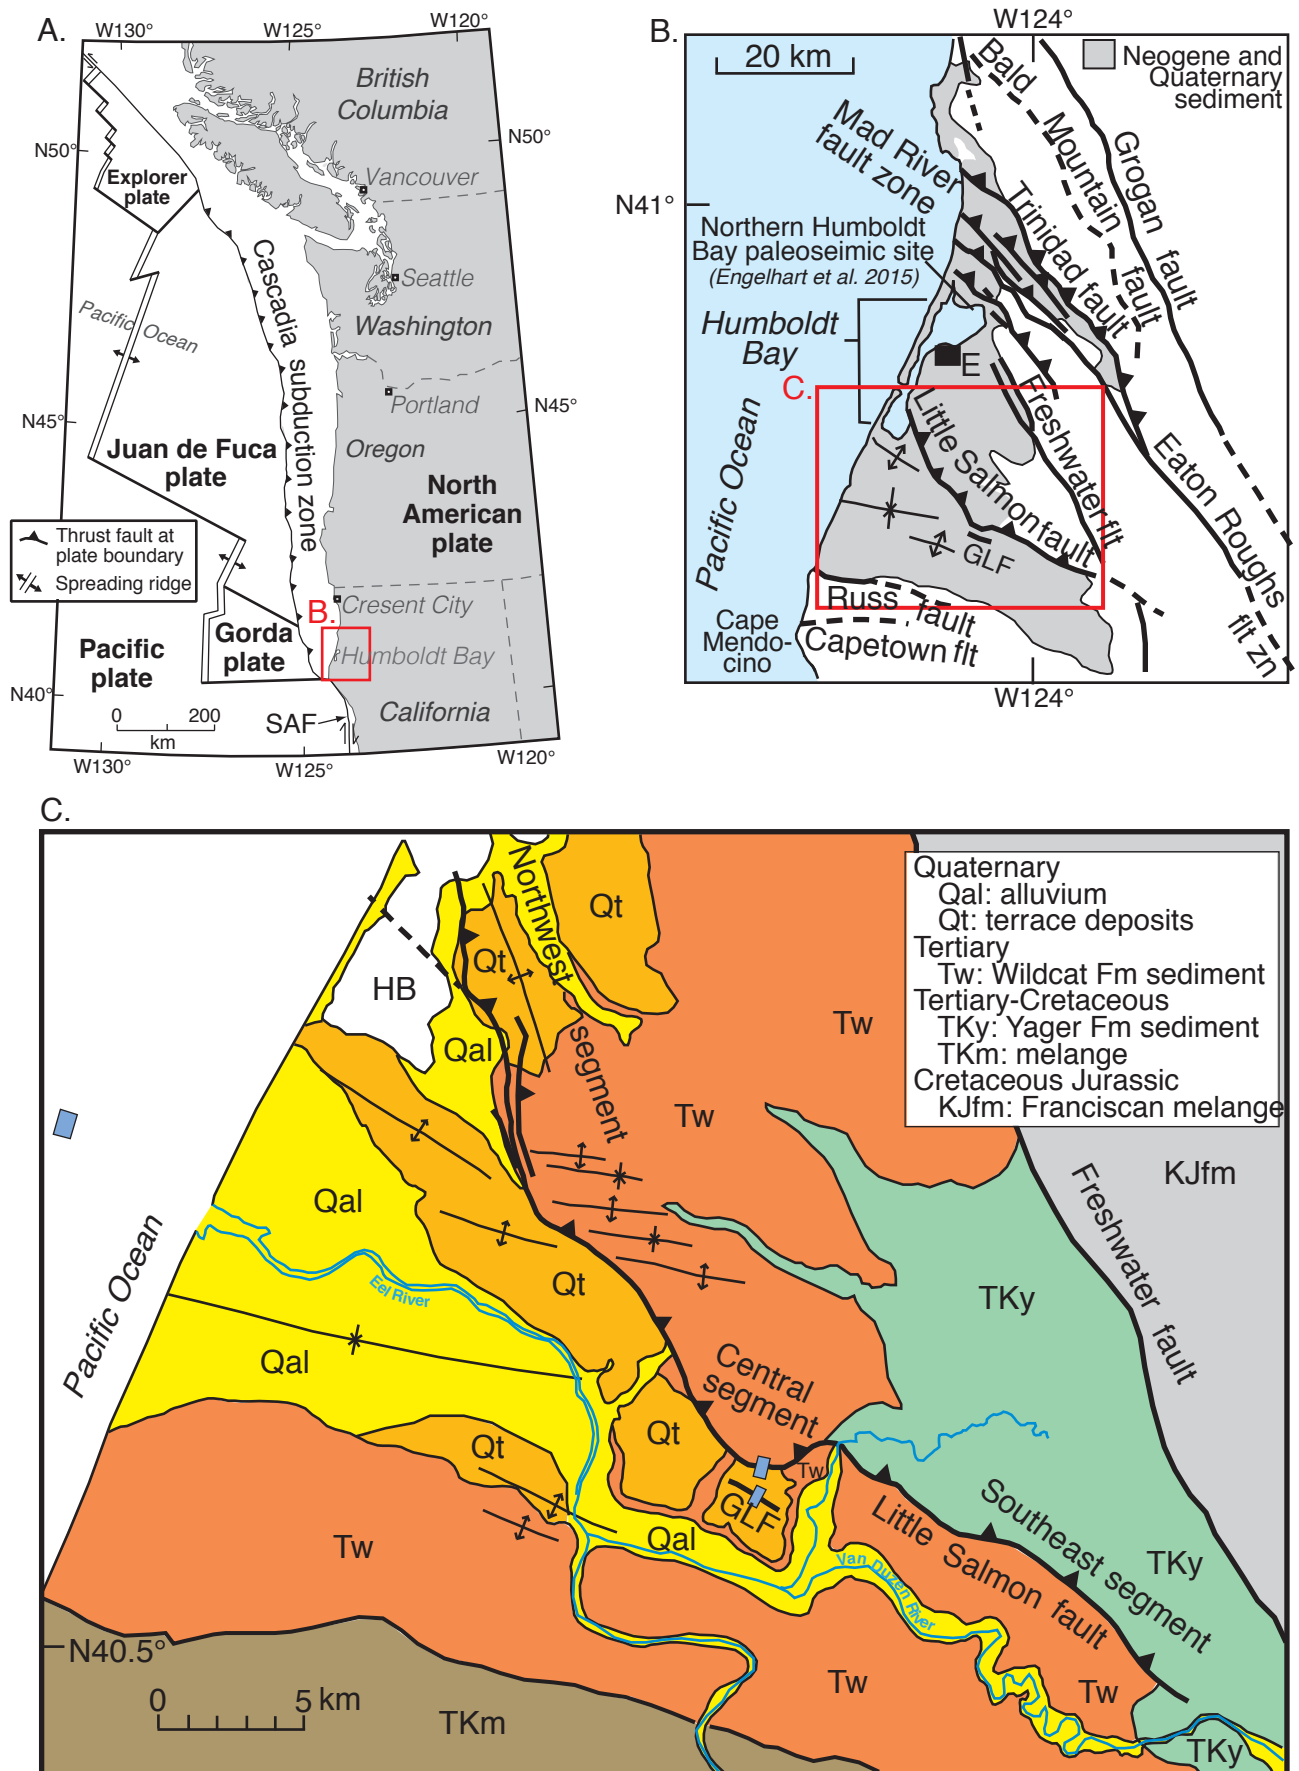 A.
W130°
W125°
W120°
British
Columbia
N50°
N50°
Vancouver
Explorer
plate
Cascadia subduction zone
Seattle
Pacific Ocean
Washington
Portland
N45°
N45°
Juan de Fuca
plate
Oregon
North
American
plate
Thrust fault at
plate boundary
Spreading ridge
Cresent City
B.
Gorda
plate
Humboldt Bay
Pacific
plate
N40°
0 200
km
SAF
California
W130°
W125°
W120°
B.
W124°
20 km
Neogene and
Quaternary
sediment
Bald Mountain fault
Grogan fault
Mad River
fault zone
N41°
Trinidad fault
Northern Humboldt
Bay paleoseimic site
(Engelhart et al. 2015)
Humboldt
Bay
E
C.
Freshwater flt
Little Salmon fault
Pacific Ocean
Eaton Roughs flt zn
GLF
Russ fault
Cape
Mendo-
cino
Capetown flt
W124°
C.
Northwest segment
Qt
Quaternary
Qal: alluvium
Qt: terrace deposits
Tertiary
Tw: Wildcat Fm sediment
Tertiary-Cretaceous
TKy: Yager Fm sediment
TKm: melange
Cretaceous Jurassic
KJfm: Franciscan melange
Qt
HB
Tw
Qal
Tw
KJfm
Freshwater fault
Qal
Pacific Ocean
Eel River
Qt
TKy
Qal
Central
segment
Qt
Qt
Tw
GLF
Little Salmon fault
Southeast segment
Qal
Tw
Van Duzen River
TKy
N40.5°
Tw
Tw
0 5 km
TKm
TKy